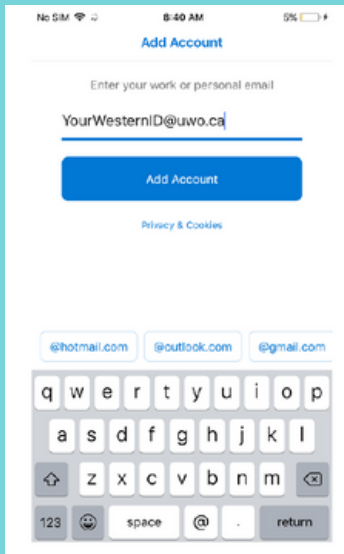 No SIM 8:40 AM 5%
Add Account
Enter your work or personal email
YourWesternID@uwo.ca
Add Account
Privacy & Cookies
@hotmail.com @outlook.com @gmail.com
q w e r t y u i o p
a s d f g h j k l
z x c v b n m
123 space @ . return